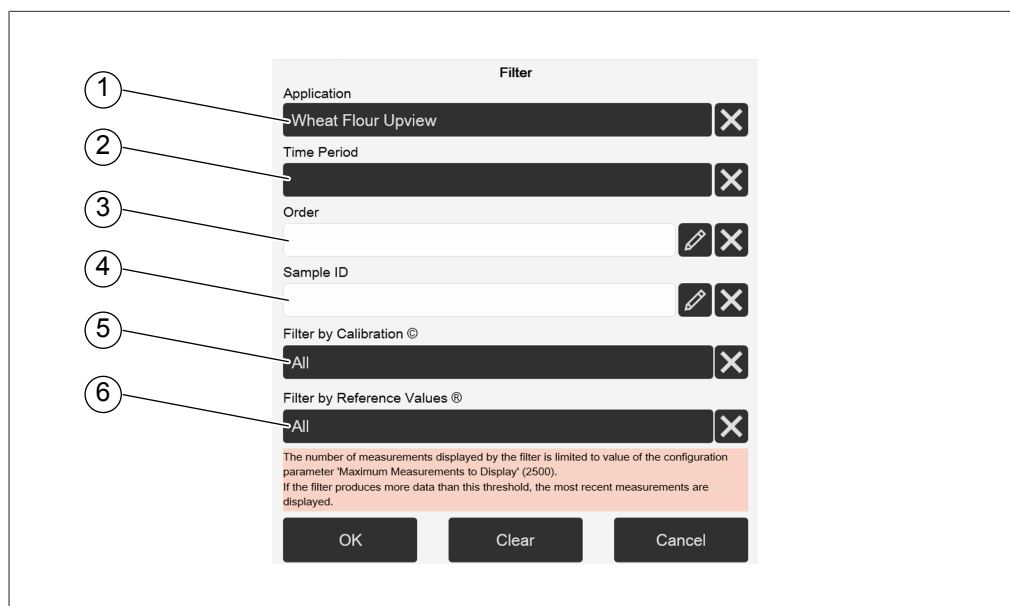 Filter
1
Application
Wheat Flour Upview
2
Time Period
3
Order
4
Sample ID
5
Filter by Calibration ©
All
6
Filter by Reference Values ®
All
The number of measurements displayed by the filter is limited to value of the configuration
parameter 'Maximum Measurements to Display' (2500).
If the filter produces more data than this threshold, the most recent measurements are
displayed.
OK Clear Cancel